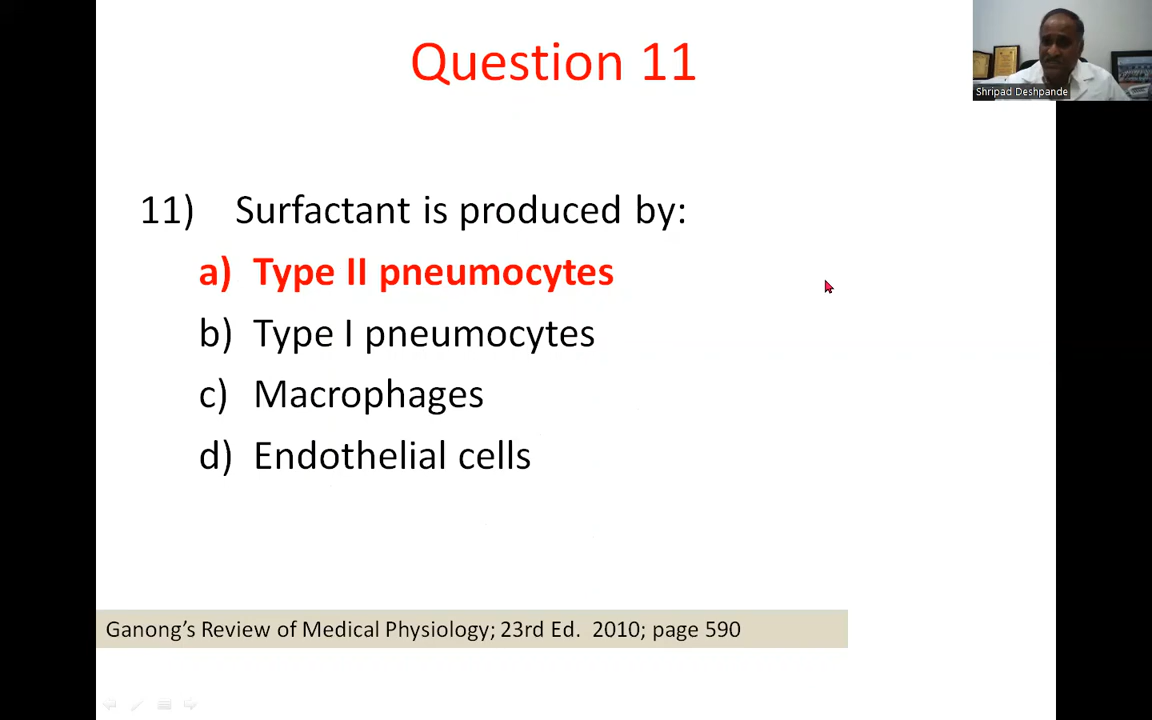 Question 11
Shripad Deshpande
11) Surfactant is produced by:
a) Type II pneumocytes
b) Type I pneumocytes
c) Macrophages
d) Endothelial cells
Ganong's Review of Medical Physiology; 23rd Ed. 2010; page 590